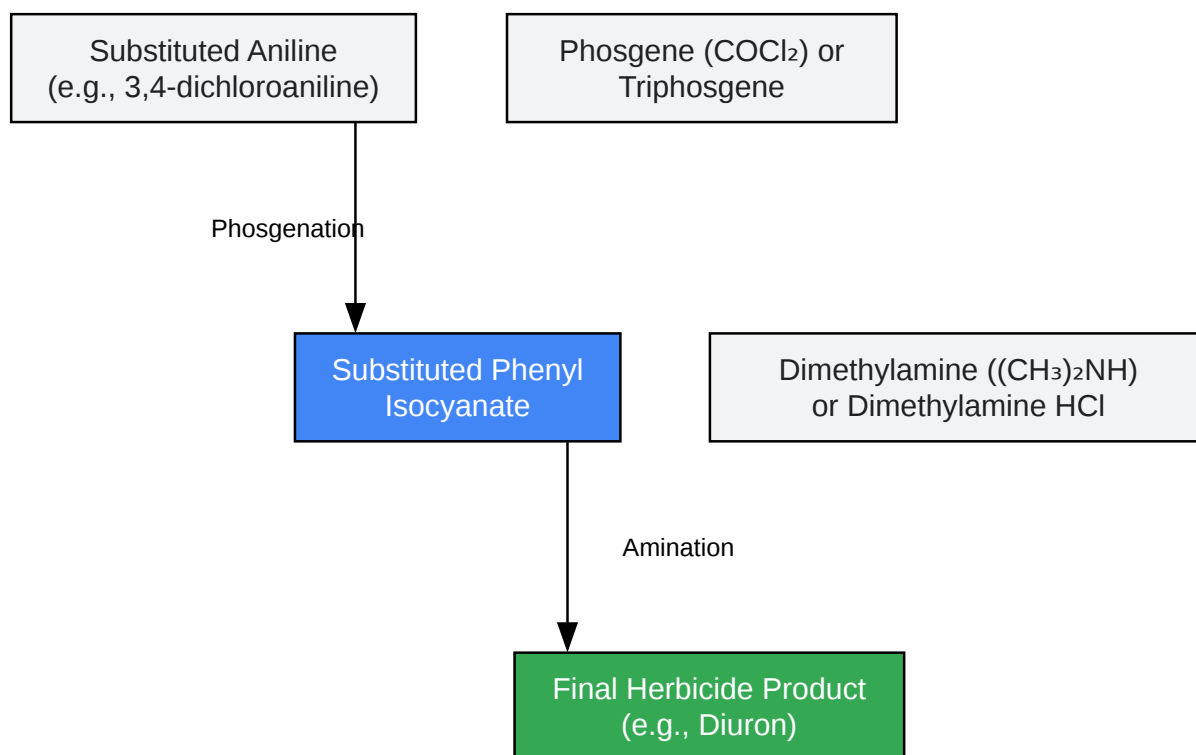 Substituted Aniline
(e.g., 3,4-dichloroaniline)
Phosgene (COCl₂) or
Triphosgene
Phosgenation
Substituted Phenyl
Isocyanate
Dimethylamine ((CH₃)₂NH)
or Dimethylamine HCl
Amination
Final Herbicide Product
(e.g., Diuron)